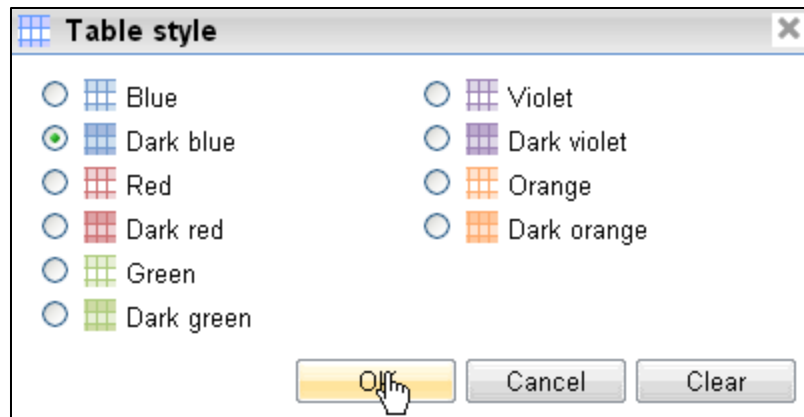 Table style
Blue
Dark blue
Red
Dark red
Green
Dark green
Violet
Dark violet
Orange
Dark orange
Cancel
Clear